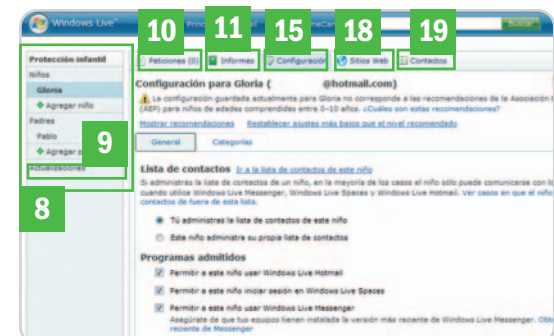 Windows Live™
Buscar
10
11
15
18
19
Protección infantil
Niños
Gloria
Agregar niño
Padres
Pablo
Agregar
Actualizaciones
9
8
Peticiones (0)
Informes
Configuración
Sitios Web
Contactos
Configuración para Gloria ( @hotmail.com)
La configuración guardada actualmente para Gloria no corresponde a las recomendaciones de la Asociación
(AEP) para niños de edades comprendidas entre 0-10 años. ¿Cuáles son estas recomendaciones?
Mostrar recomendaciones Restablecer ajustes más bajos que el nivel recomendado
General Categorías
Lista de contactos Ir a la lista de contactos de este niño
Si administras la lista de contactos de un niño, en la mayoría de los casos el niño sólo puede comunicarse con
cuando utilice Windows Live Messenger, Windows Live Spaces y Windows Live Hotmail. Ver casos en que el niño
contactos de fuera de esta lista.
Tú administras la lista de contactos de este niño
Este niño administra su propia lista de contactos
Programas admitidos
Permitir a este niño usar Windows Live Hotmail
Permitir a este niño iniciar sesión en Windows Live Spaces
Permitir a este niño usar Windows Live Messenger
Asegúrate de que tus equipos tienen instalada la versión más reciente de Windows Live Messenger.
reciente de Messenger